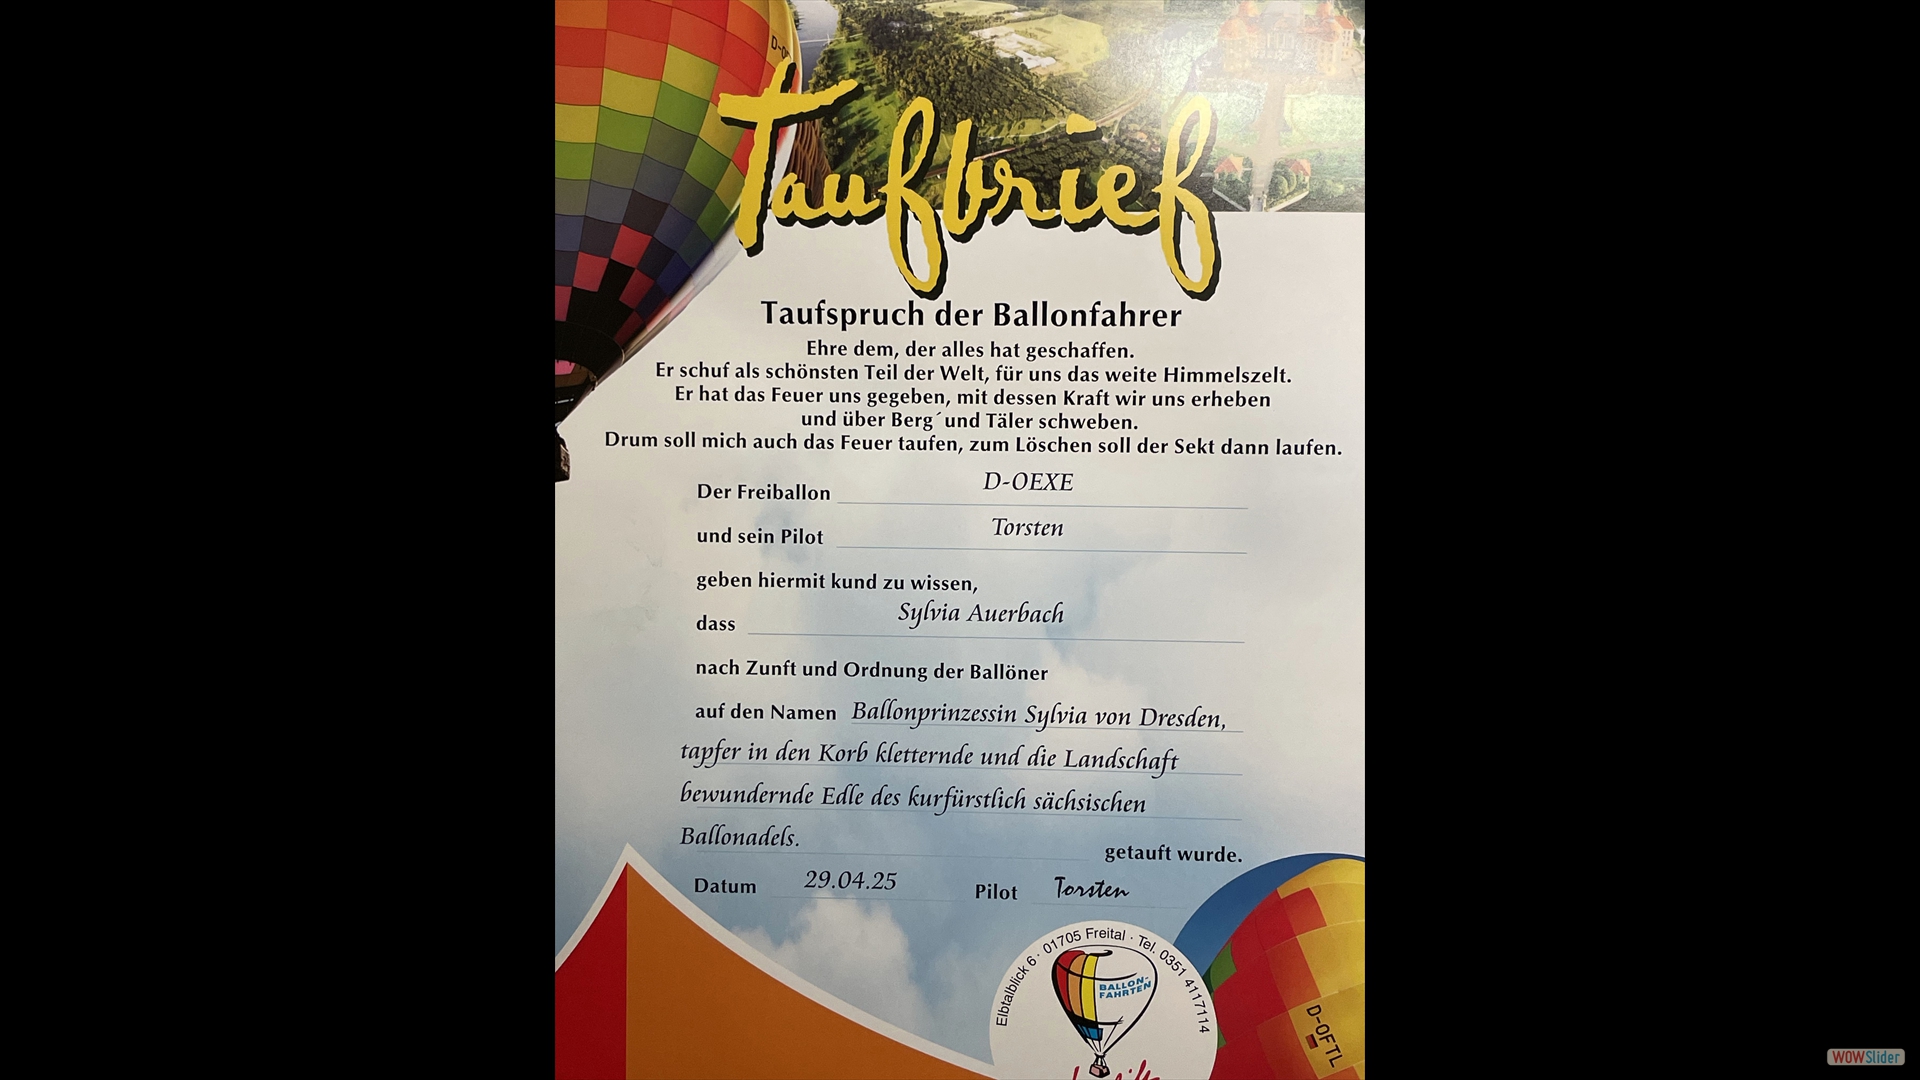 Taufbrief
Taufspruch der Ballonfahrer
Ehre dem, der alles hat geschaffen.
Er schuf als schönsten Teil der Welt, für uns das weite Himmelszelt.
Er hat das Feuer uns gegeben, mit dessen Kraft wir uns erheben
und über Berg´und Täler schweben.
Drum soll mich auch das Feuer taufen, zum Löschen soll der Sekt dann laufen.
Der Freiballon D-OEXE
und sein Pilot Torsten
geben hiermit kund zu wissen,
dass Sylvia Auerbach
nach Zunft und Ordnung der Ballöner
auf den Namen Ballonprinzessin Sylvia von Dresden,
tapfer in den Korb kletternde und die Landschaft
bewundernde Edle des kurfürstlich sächsischen
Ballonadels.
getauft wurde.
Datum 29.04.25 Pilot Torsten
Elbtalblick 6 · 01705 Freital · Tel. 0351 4117114
BALLON-
FAHRTEN
D-OFTL
WOWSlider